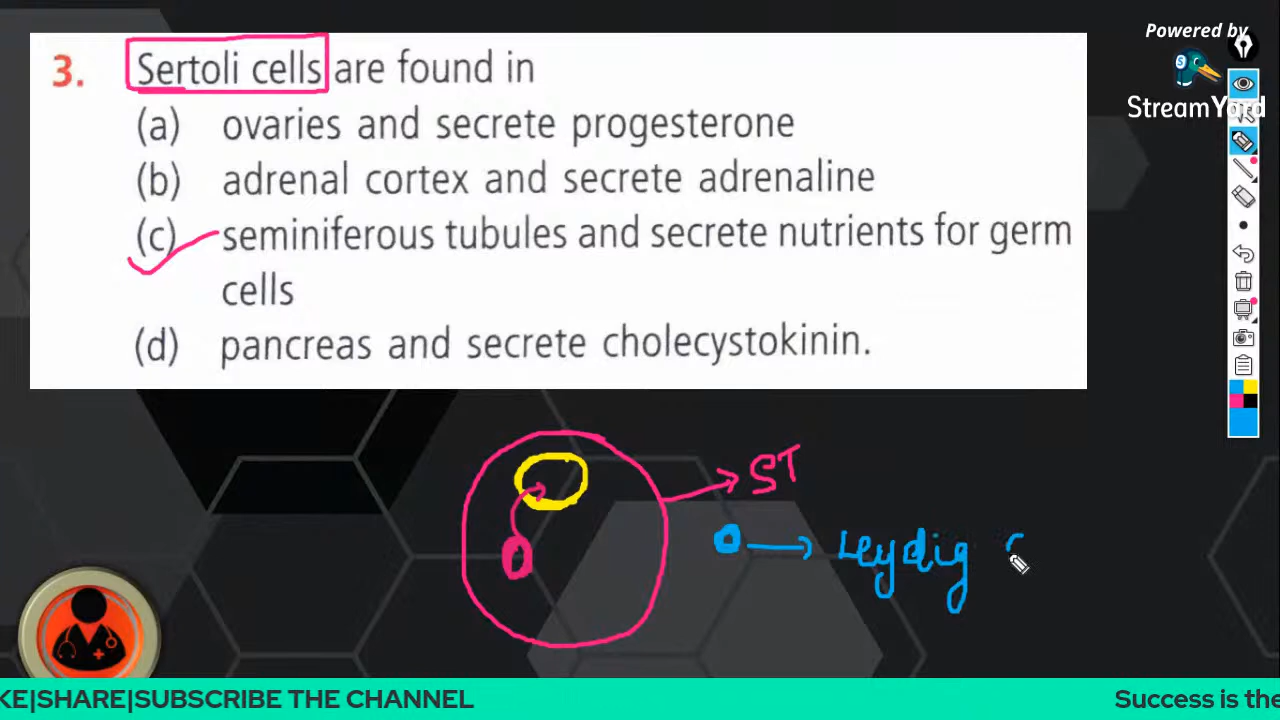 Powered by
StreamYard
3. Sertoli cells are found in
(a) ovaries and secrete progesterone
(b) adrenal cortex and secrete adrenaline
(c) seminiferous tubules and secrete nutrients for germ
cells
(d) pancreas and secrete cholecystokinin.
ST
Leydig
KE|SHARE|SUBSCRIBE THE CHANNEL
Success is the